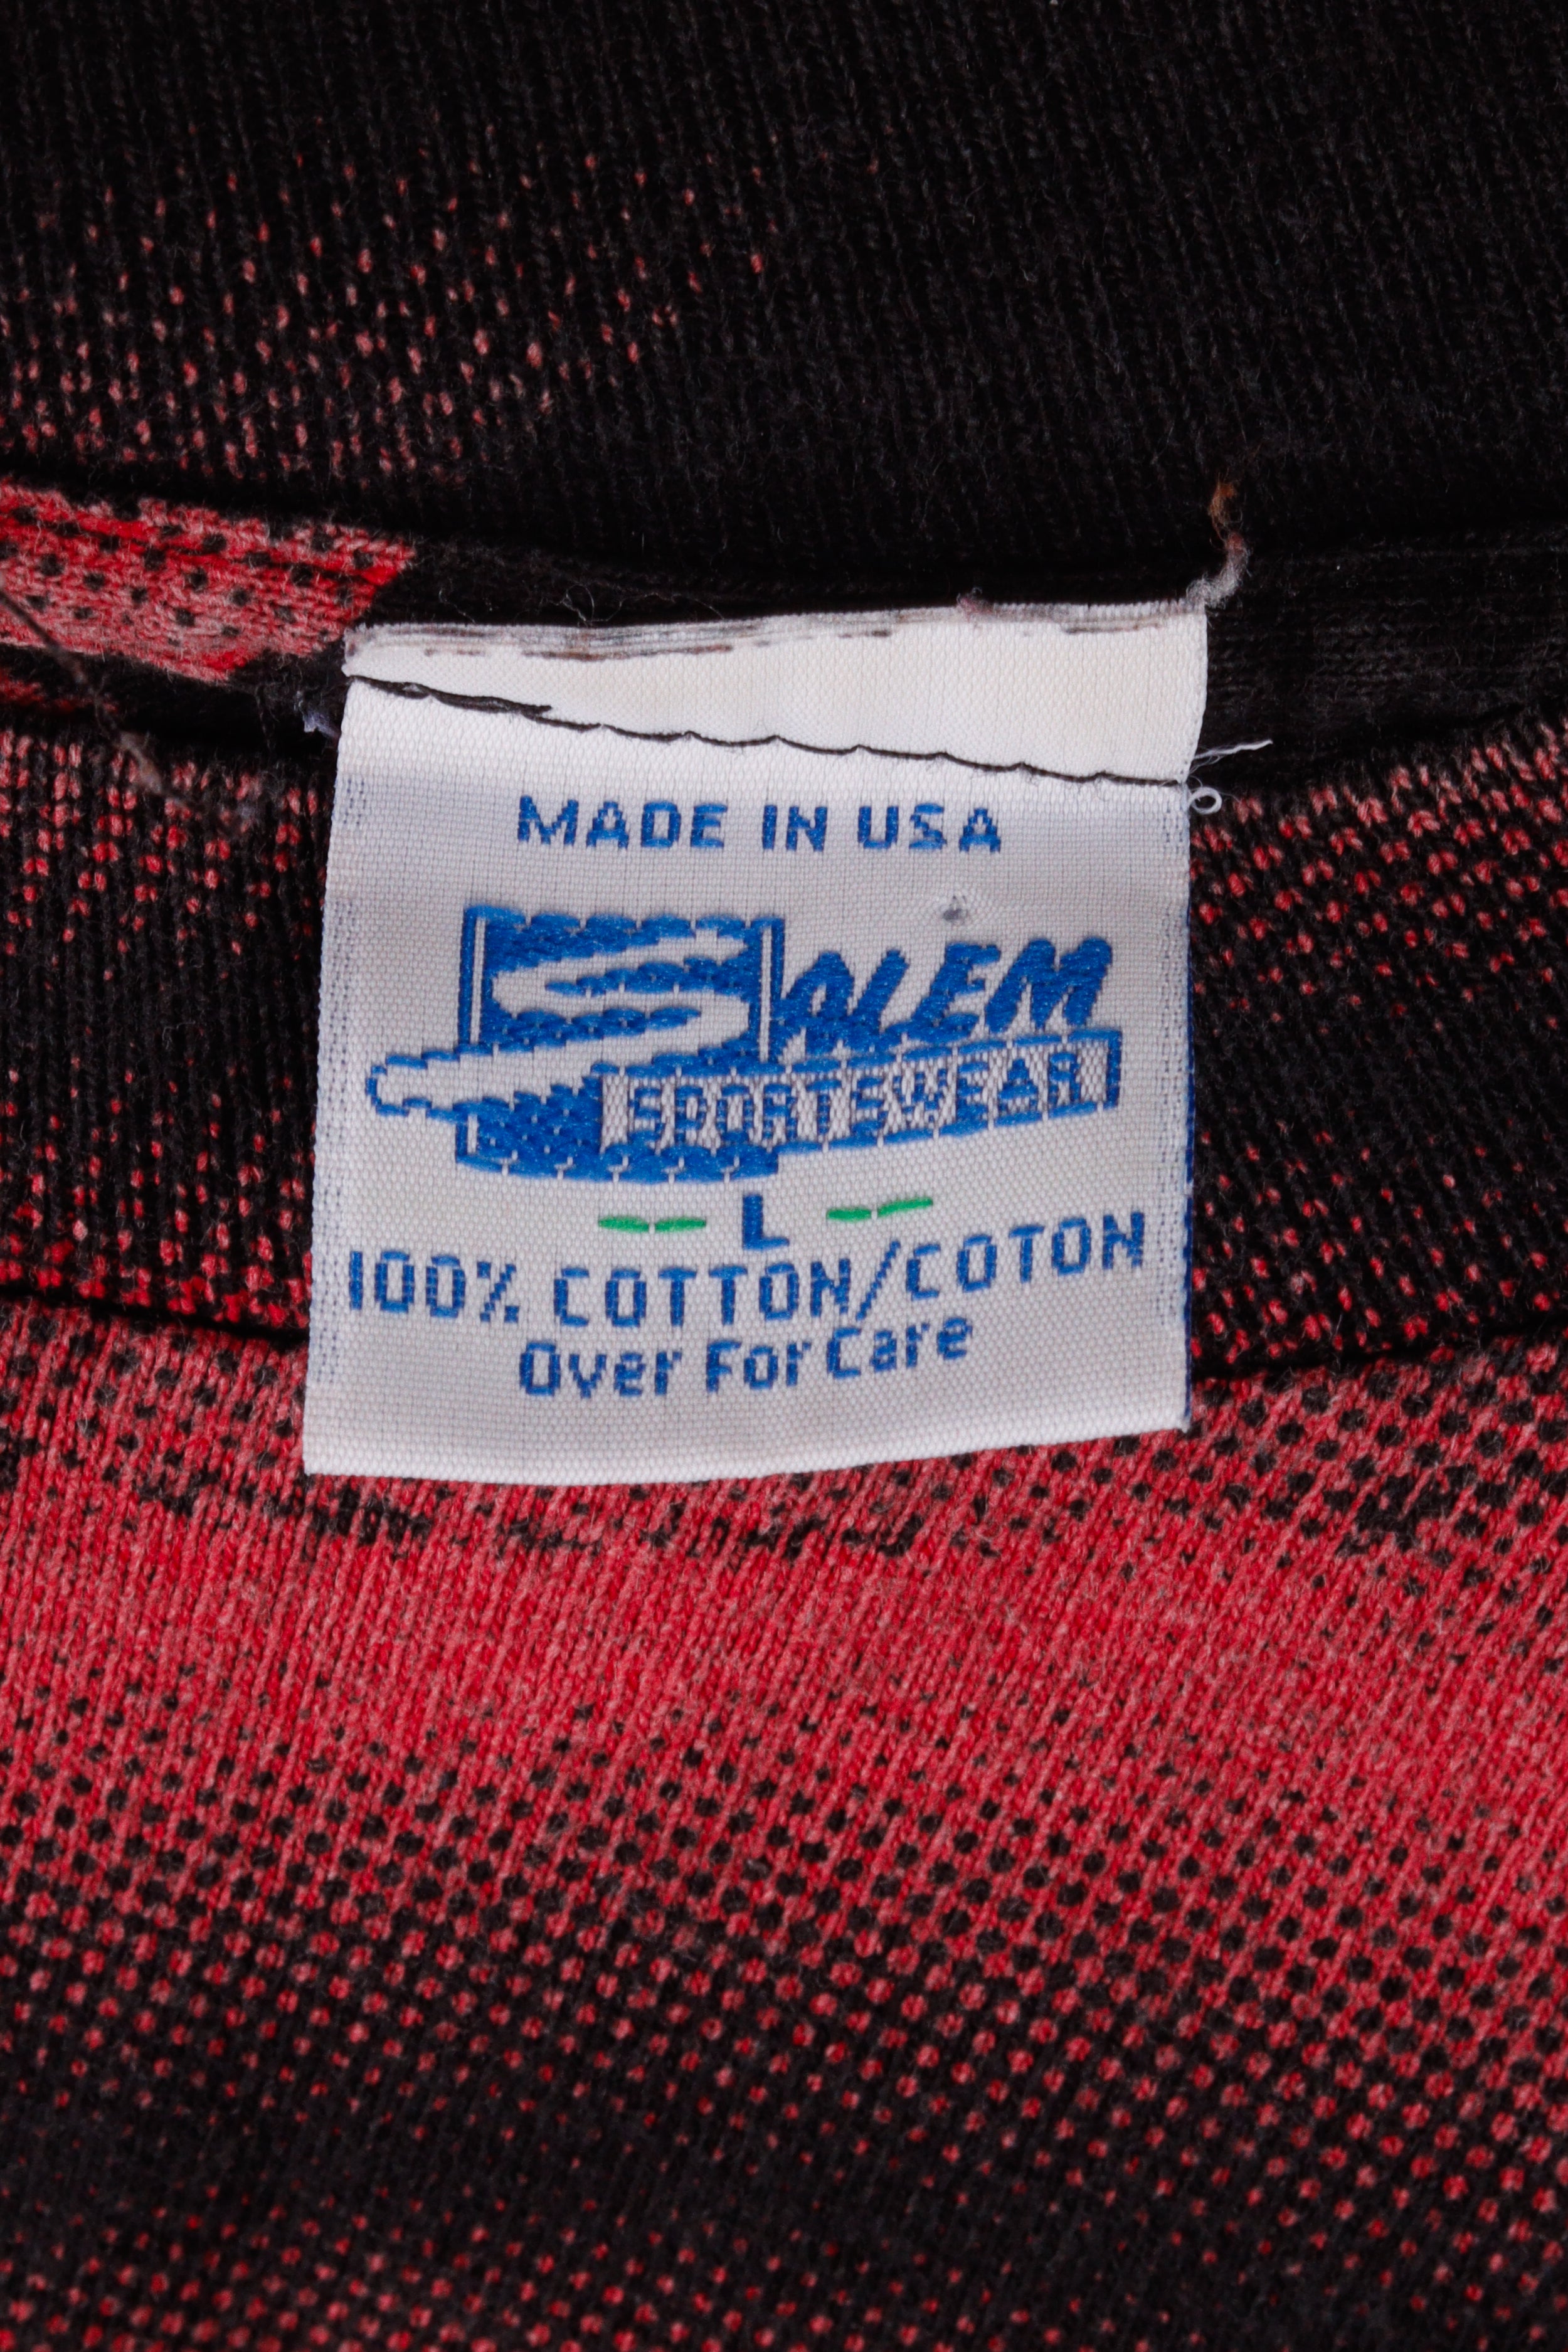 MADE IN USA
SALEM
SPORTSWEAR
L
100% COTTON/COTON
Over For Care